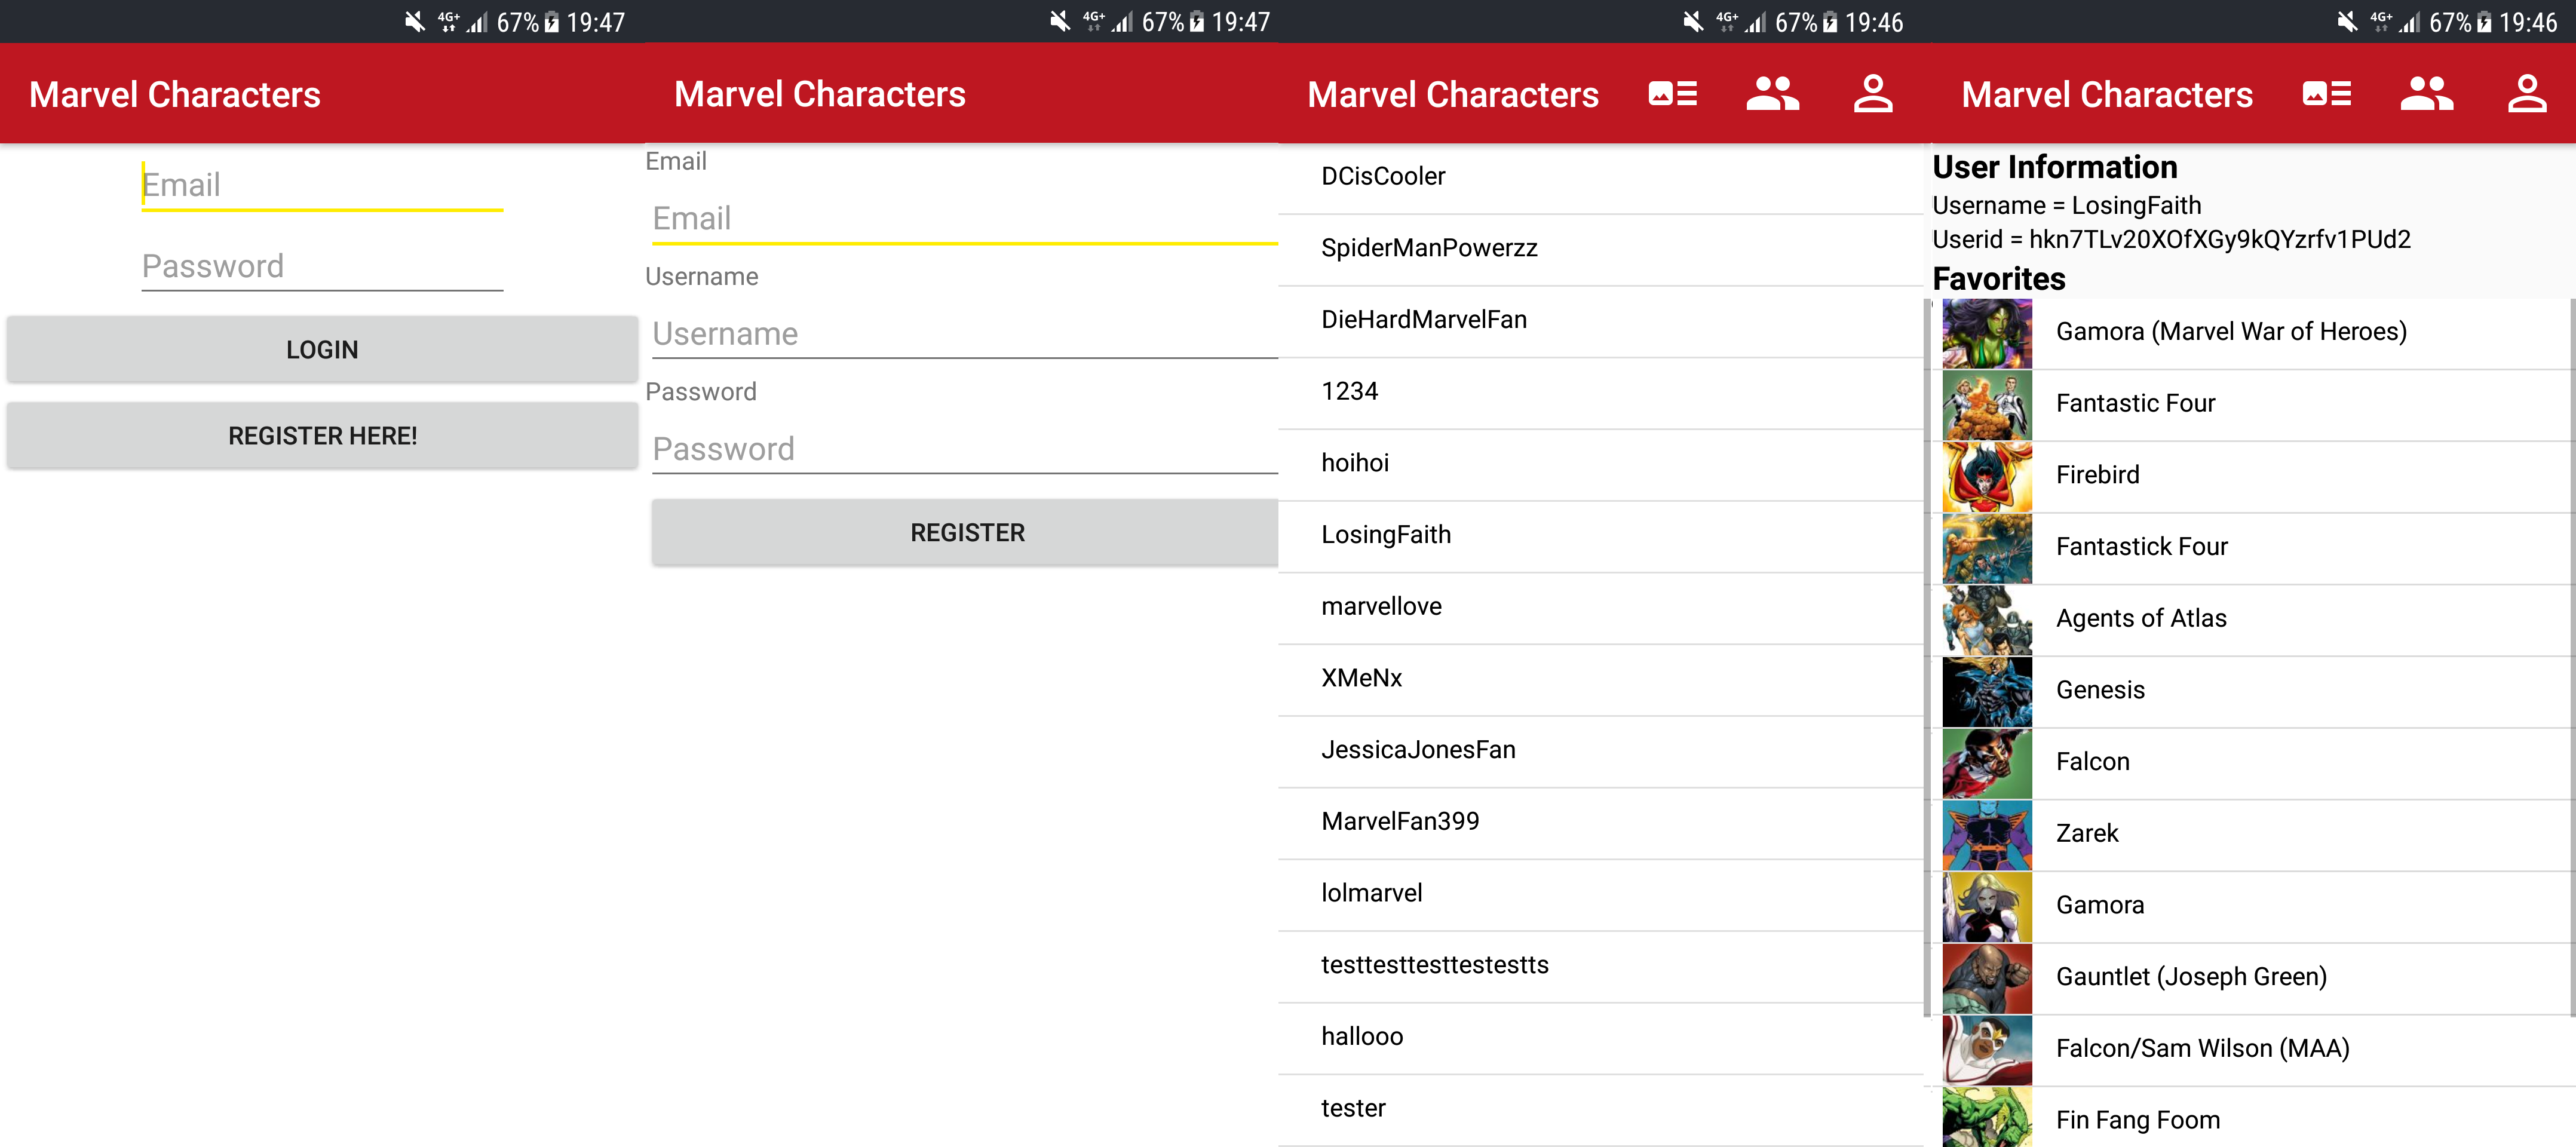 4G+ 67% 19:47
Marvel Characters
Email
Password
LOGIN
REGISTER HERE!
4G+ 67% 19:47
Marvel Characters
Email
Email
Username
Username
Password
Password
REGISTER
4G+ 67% 19:46
Marvel Characters
DCisCooler
SpiderManPowerzz
DieHardMarvelFan
1234
hoihoi
LosingFaith
marvellove
XMeNx
JessicaJonesFan
MarvelFan399
lolmarvel
testtesttesttestestts
hallooo
tester
4G+ 67% 19:46
Marvel Characters
User Information
Username = LosingFaith
Userid = hkn7TLv20XOfXGy9kQYzrfv1PUd2
Favorites
Gamora (Marvel War of Heroes)
Fantastic Four
Firebird
Fantastick Four
Agents of Atlas
Genesis
Falcon
Zarek
Gamora
Gauntlet (Joseph Green)
Falcon/Sam Wilson (MAA)
Fin Fang Foom